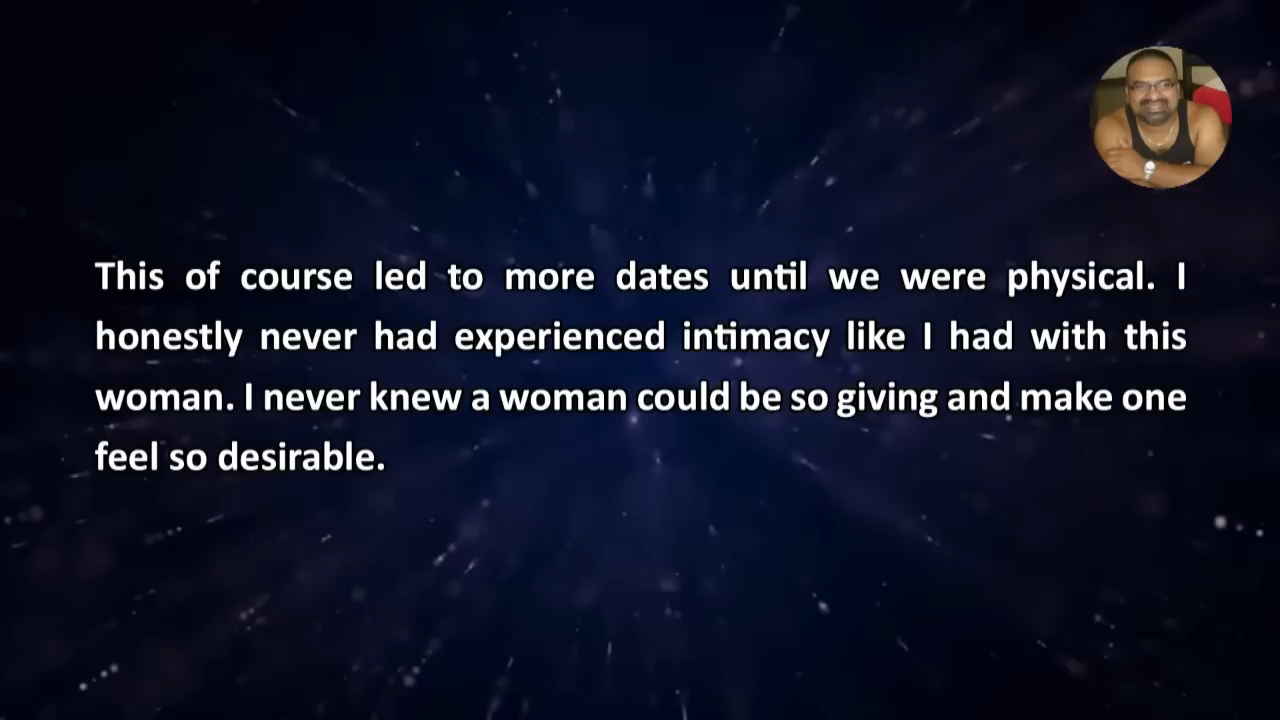 This of course led to more dates until we were physical. I
honestly never had experienced intimacy like I had with this
woman. I never knew a woman could be so giving and make one
feel so desirable.